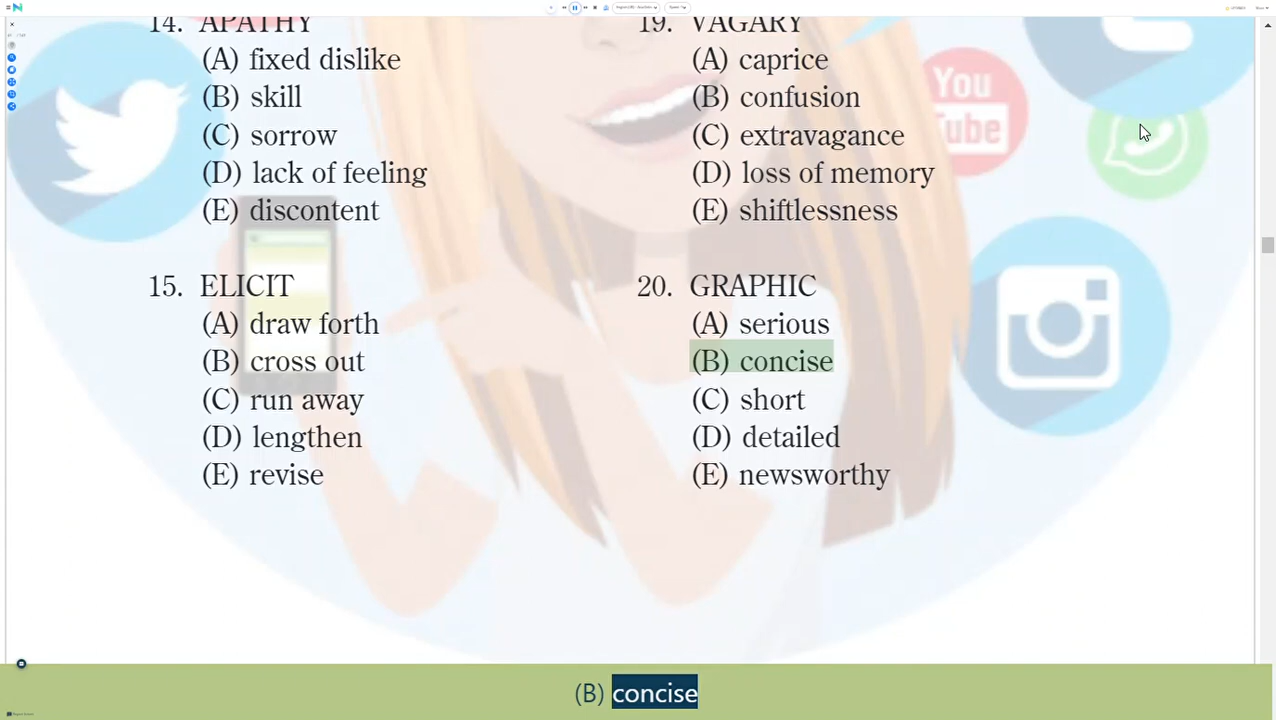 14. APATHY
(A) fixed dislike
(B) skill
(C) sorrow
(D) lack of feeling
(E) discontent
15. ELICIT
(A) draw forth
(B) cross out
(C) run away
(D) lengthen
(E) revise
19. VAGARY
(A) caprice
(B) confusion
(C) extravagance
(D) loss of memory
(E) shiftlessness
20. GRAPHIC
(A) serious
(B) concise
(C) short
(D) detailed
(E) newsworthy
You
Tube
(B) concise